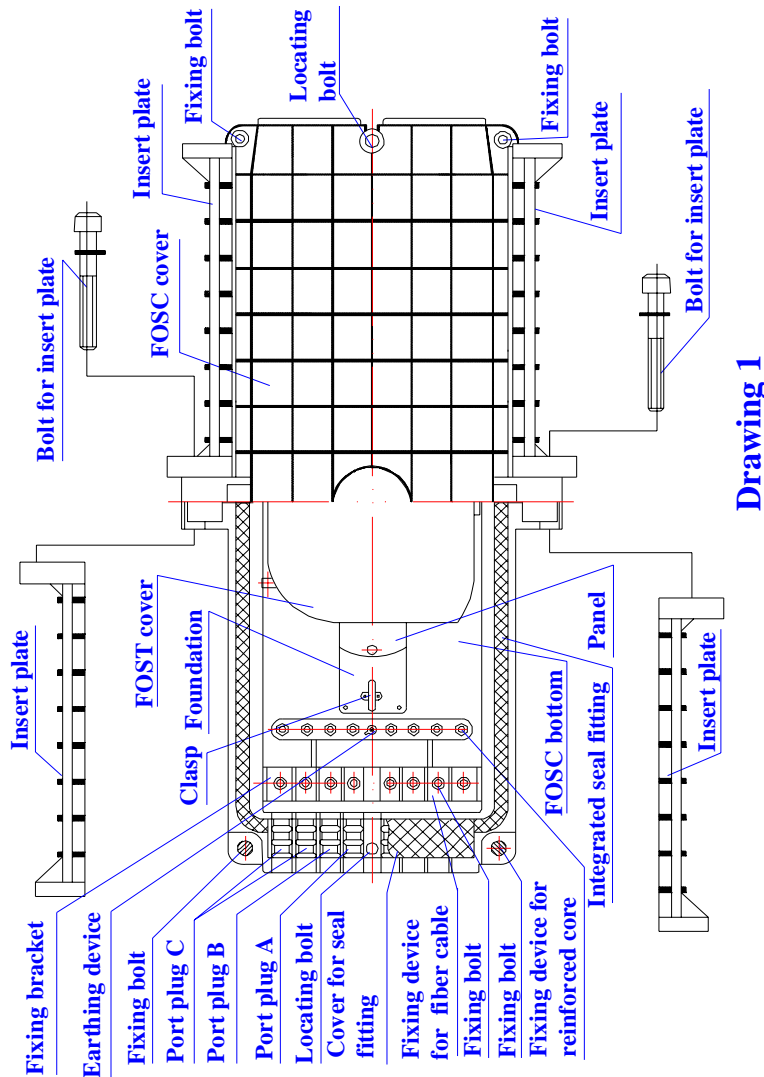 Fixing bolt
Insert plate
Locating
bolt
Fixing bolt
Insert plate
Bolt for insert plate
FOSC cover
Bolt for insert plate
Drawing 1
Insert plate
FOST cover
Foundation
Clasp
Panel
FOSC bottom
Integrated seal fitting
Insert plate
Fixing bracket
Earthing device
Fixing bolt
Port plug C
Port plug B
Port plug A
Locating bolt
Cover for seal
fitting
Fixing device
for fiber cable
Fixing bolt
Fixing bolt
Fixing device for
reinforced core